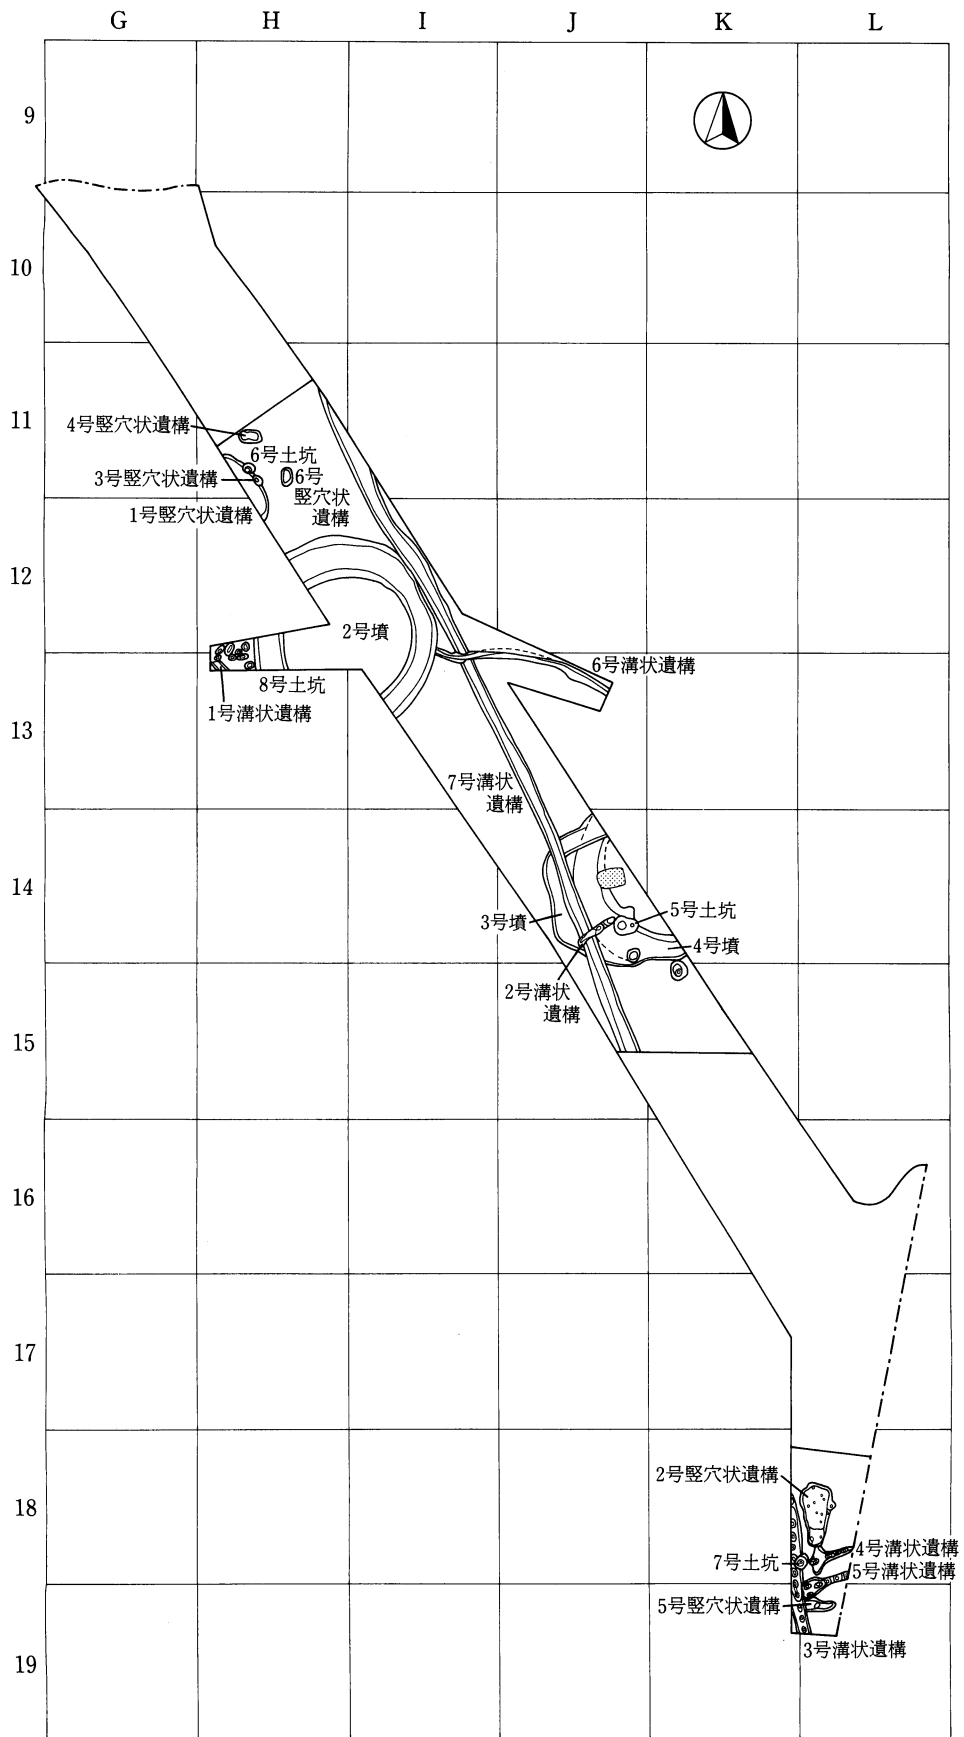 G H I J K L
9
10
11
4号竪穴状遺構
6号土坑
3号竪穴状遺構
6号
竪穴状
遺構
1号竪穴状遺構
12
2号墳
6号溝状遺構
8号土坑
1号溝状遺構
13
7号溝状
遺構
14
5号土坑
3号墳
4号墳
2号溝状
遺構
15
16
17
2号竪穴状遺構
18
4号溝状遺構
7号土坑
5号溝状遺構
5号竪穴状遺構
3号溝状遺構
19